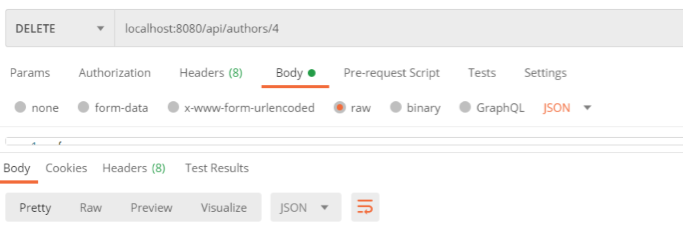 DELETE localhost:8080/api/authors/4
Params Authorization Headers (8) Body Pre-request Script Tests Settings
none form-data x-www-form-urlencoded raw binary GraphQL JSON
Body Cookies Headers (8) Test Results
Pretty Raw Preview Visualize JSON